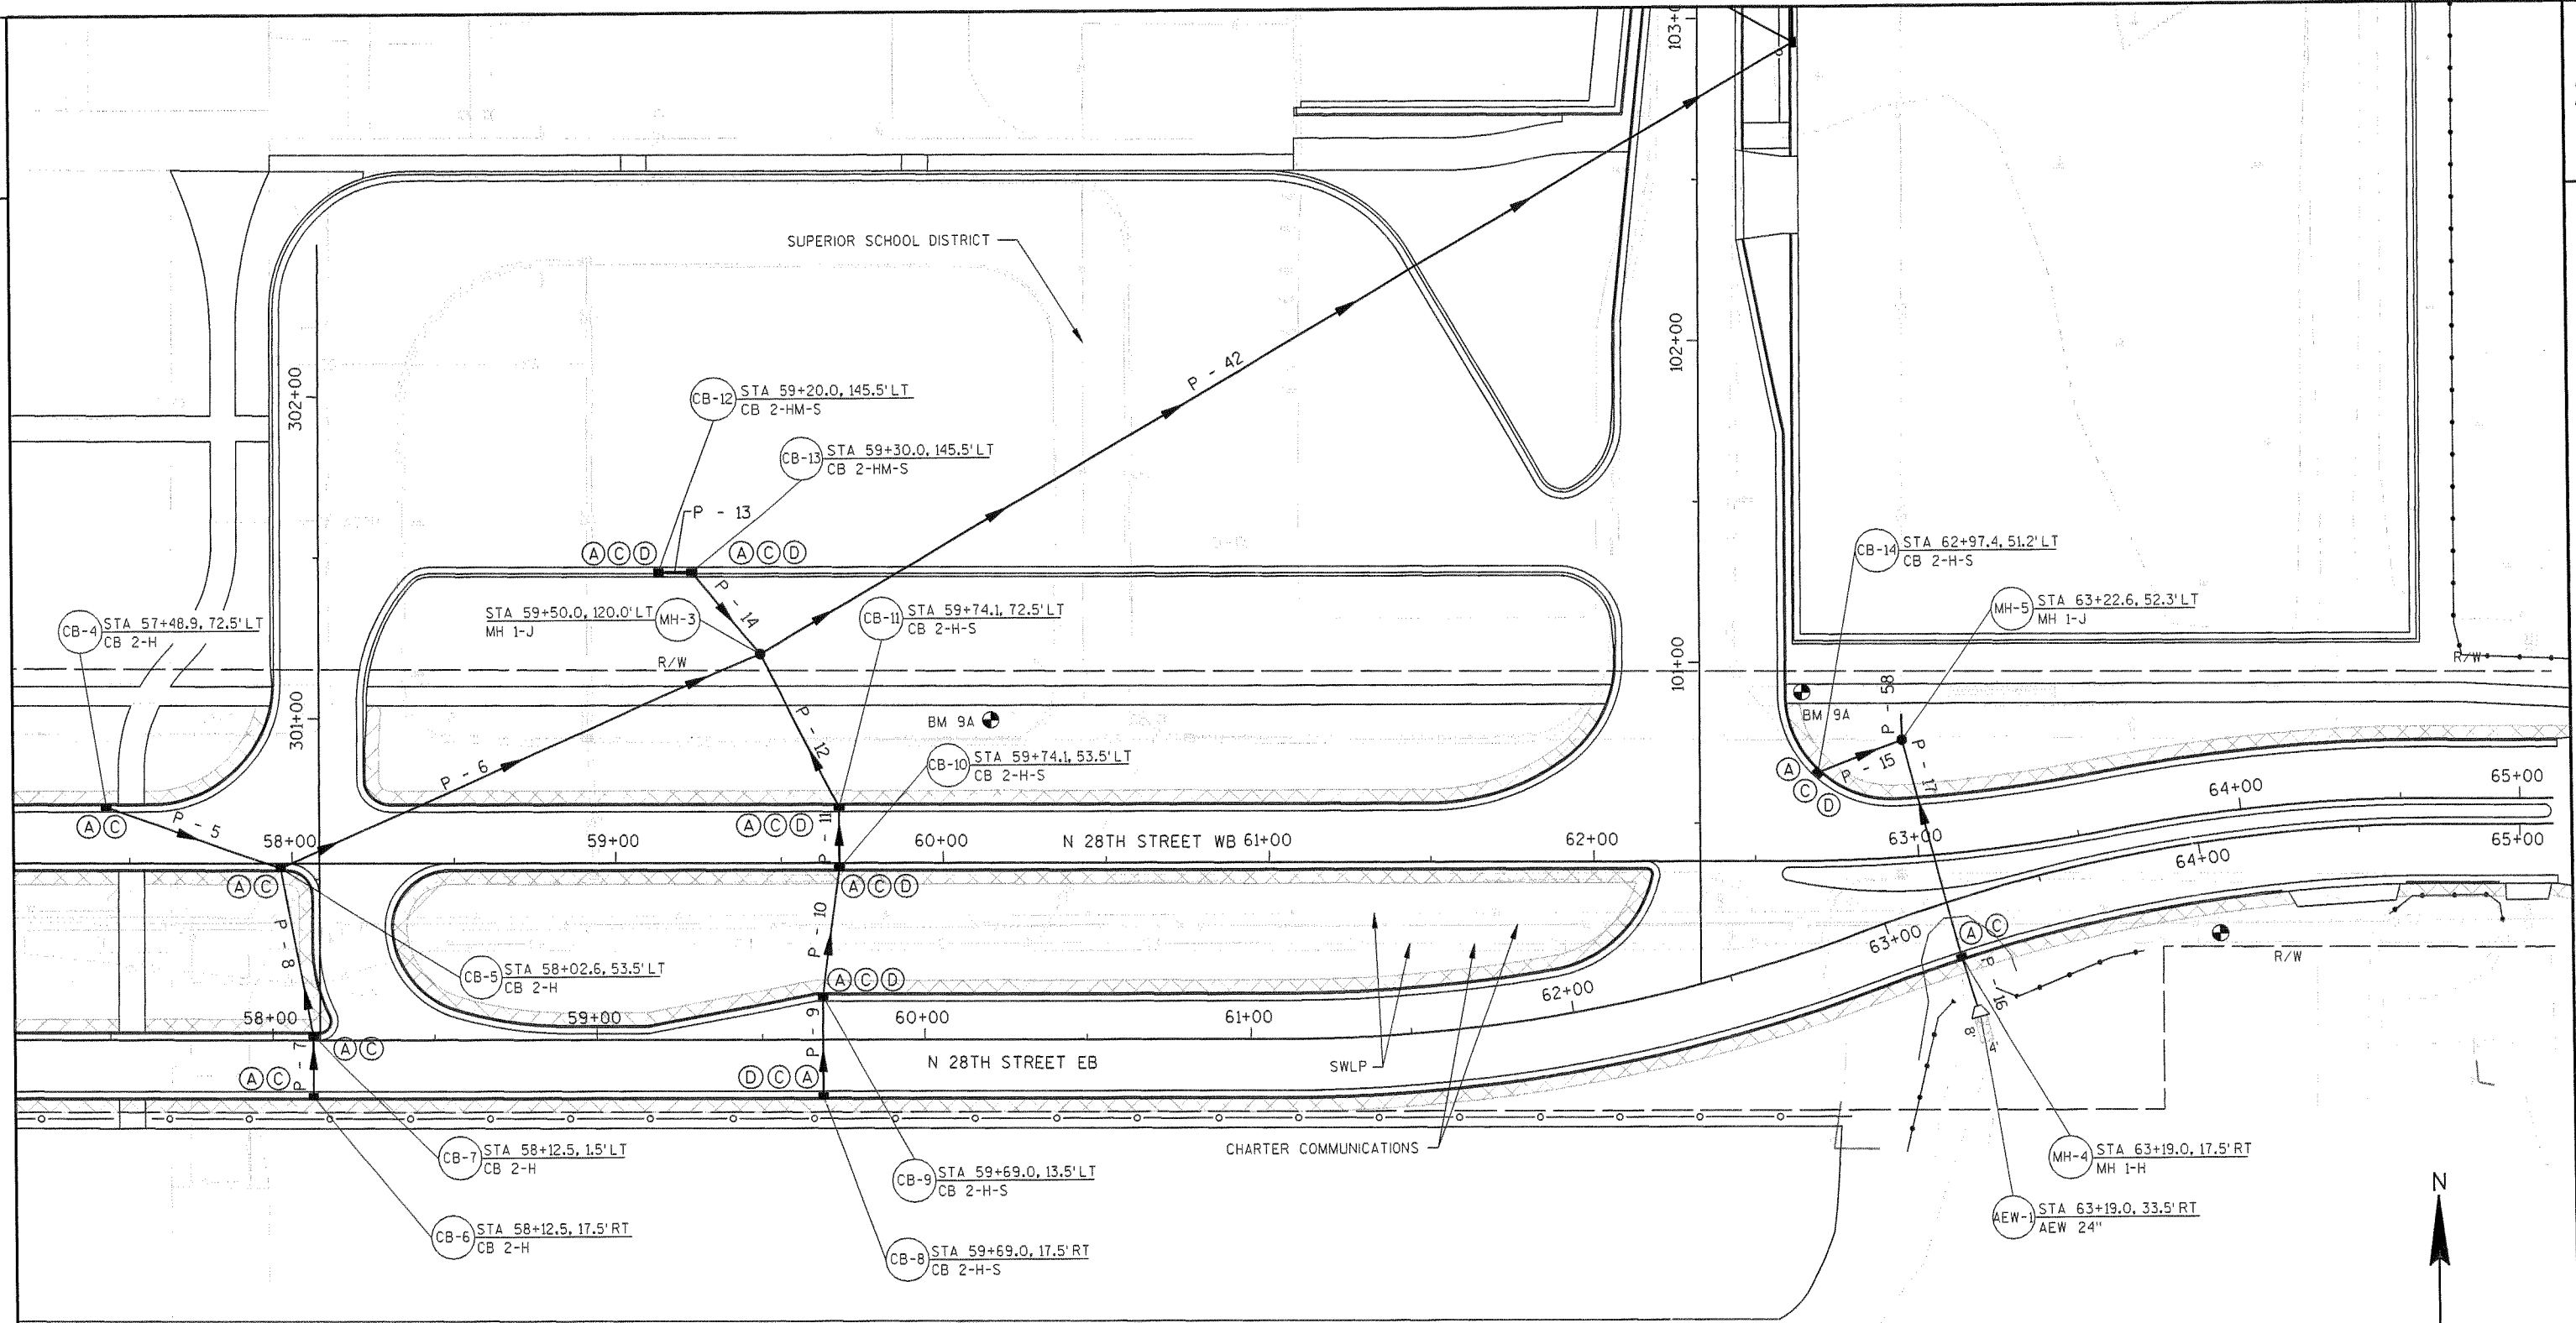 103+0
SUPERIOR SCHOOL DISTRICT
P - 42
102+00
302+00
CB-12 STA 59+20.0, 145.5' LT
CB 2-HM-S
CB-13 STA 59+30.0, 145.5' LT
CB 2-HM-S
P - 13
A C D
A C D
P - 14
CB-14 STA 62+97.4, 51.2' LT
CB 2-H-S
STA 59+50.0, 120.0' LT MH-3
MH 1-J
CB-11 STA 59+74.1, 72.5' LT
CB 2-H-S
MH-5 STA 63+22.6, 52.3' LT
MH 1-J
CB-4 STA 57+48.9, 72.5' LT
CB 2-H
R/W
R/W
101+00
301+00
P - 58
BM 9A
BM 9A
P - 12
CB-10 STA 59+74.1, 53.5' LT
CB 2-H-S
P - 6
P - 15
P - 17
A
C
D
P - 5
A C
A C D
P - 11
58+00
59+00
60+00
N 28TH STREET WB
61+00
62+00
63+00
64+00
65+00
64+00
65+00
A C
A C D
P - 8
P - 10
CB-5 STA 58+02.6, 53.5' LT
CB 2-H
A C D
63+00
A C
R/W
P - 16
58+00
59+00
60+00
61+00
62+00
8'
4'
P - 7
A C
A C
P - 9
D C A
N 28TH STREET EB
SWLP
CHARTER COMMUNICATIONS
CB-7 STA 58+12.5, 1.5' LT
CB 2-H
CB-9 STA 59+69.0, 13.5' LT
CB 2-H-S
MH-4 STA 63+19.0, 17.5' RT
MH 1-H
N
CB-6 STA 58+12.5, 17.5' RT
CB 2-H
CB-8 STA 59+69.0, 17.5' RT
CB 2-H-S
AEW-1 STA 63+19.0, 33.5' RT
AEW 24"